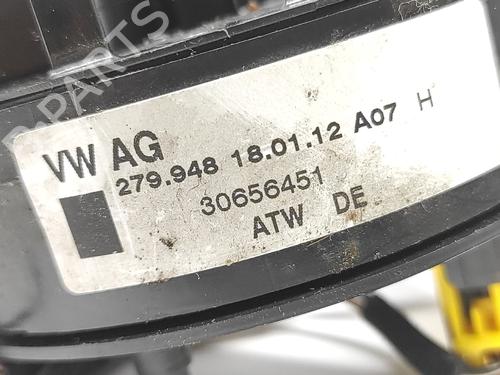 B-PARTS
VW AG
279.948 18.01.12 A07 H
30656451
ATW DE